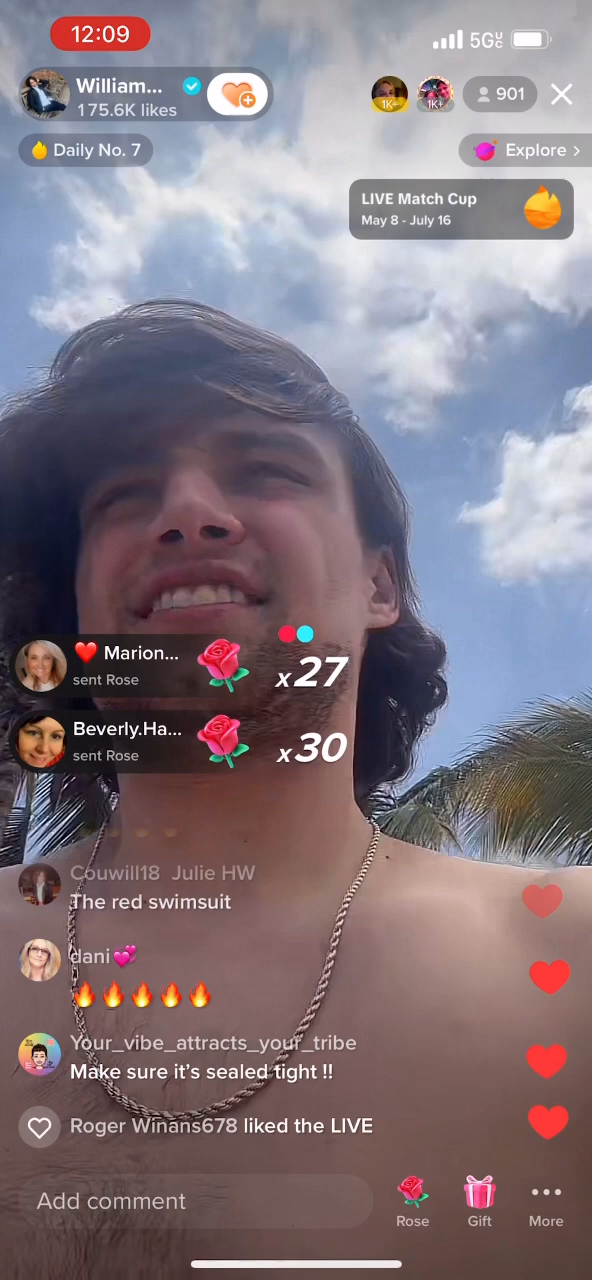 12:09
5GUC
William...
175.6K likes
1K+
1K+
901
Daily No. 7
Explore >
LIVE Match Cup
May 8 - July 16
Marion...
sent Rose
x27
Beverly.Ha...
sent Rose
x30
Couwill18 Julie HW
The red swimsuit
dani
Your_vibe_attracts_your_tribe
Make sure it's sealed tight !!
Roger Winans678 liked the LIVE
Add comment
Rose
Gift
More